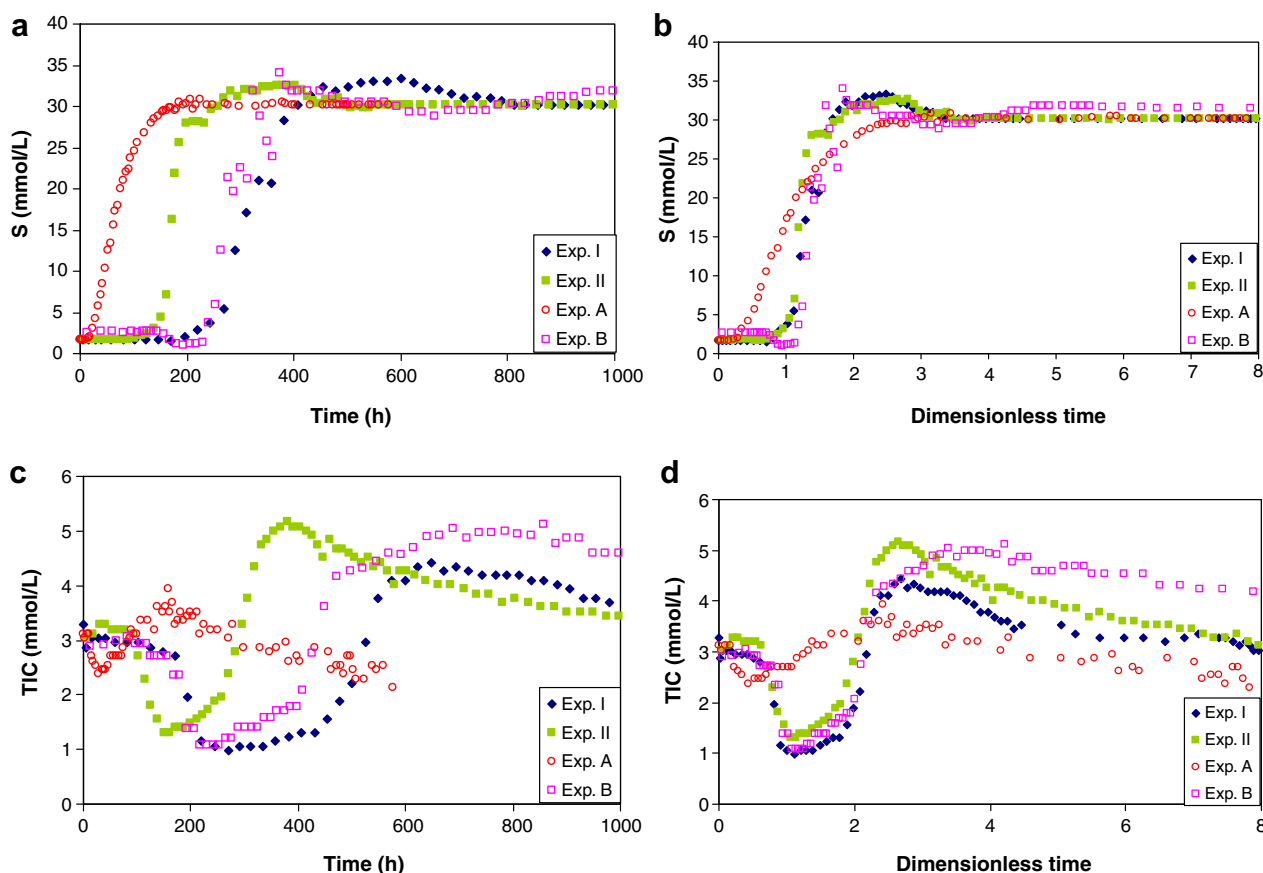 a
40
35
30
25
20
15
10
5
0
S (mmol/L)
0 200 400 600 800 1000
Time (h)
Exp. I
Exp. II
Exp. A
Exp. B
b
40
35
30
25
20
15
10
5
0
S (mmol/L)
0 1 2 3 4 5 6 7 8
Dimensionless time
Exp. I
Exp. II
Exp. A
Exp. B
c
6
5
4
3
2
1
0
TIC (mmol/L)
0 200 400 600 800 1000
Time (h)
Exp. I
Exp. II
Exp. A
Exp. B
d
6
5
4
3
2
1
0
TIC (mmol/L)
0 2 4 6 8
Dimensionless time
Exp. I
Exp. II
Exp. A
Exp. B